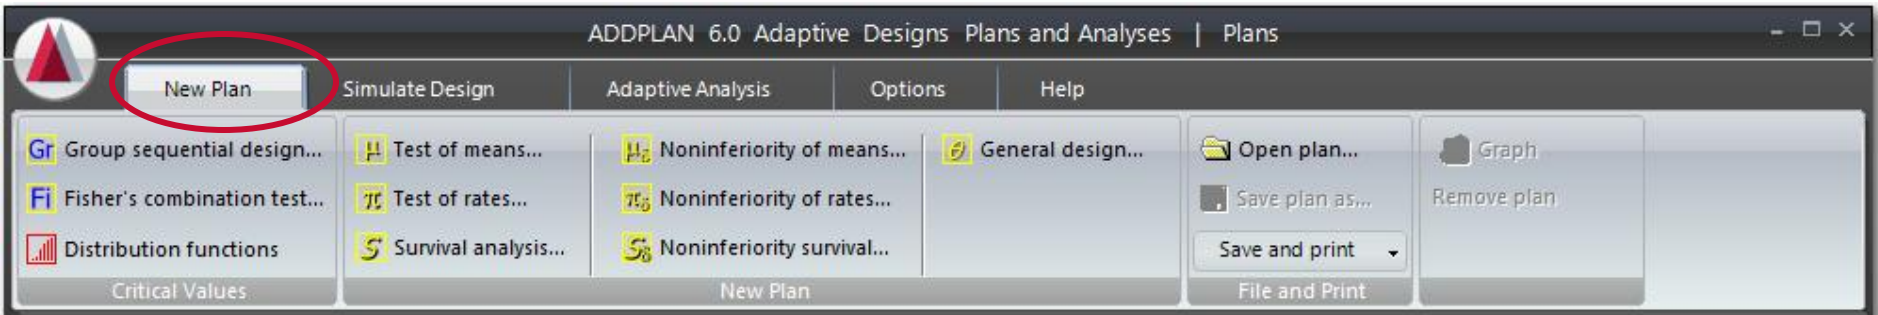 ADDPLAN 6.0 Adaptive Designs Plans and Analyses | Plans
New Plan
Simulate Design
Adaptive Analysis
Options
Help
Gr Group sequential design...
Fi Fisher's combination test...
Distribution functions
Critical Values
μ Test of means...
π Test of rates...
S Survival analysis...
μδ Noninferiority of means...
πδ Noninferiority of rates...
Sδ Noninferiority survival...
θ General design...
New Plan
Open plan...
Save plan as...
Save and print
File and Print
Graph
Remove plan